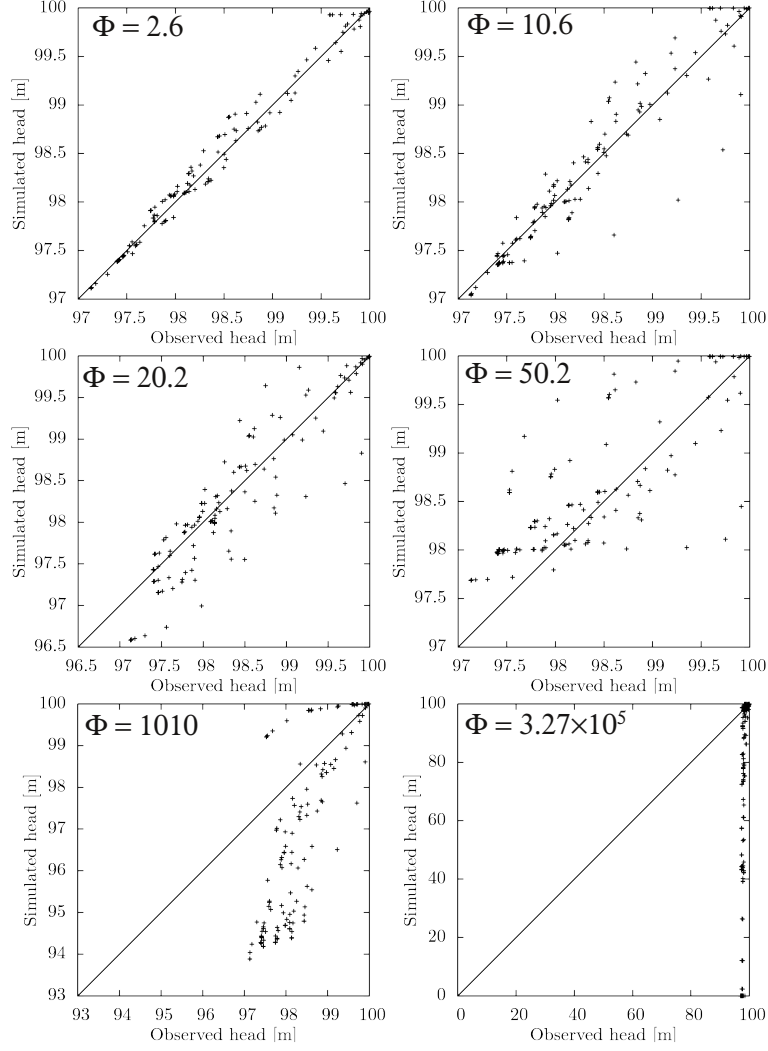 Φ = 2.6
100
99.5
99
98.5
98
97.5
97
97 97.5 98 98.5 99 99.5 100
Simulated head [m]
Observed head [m]
Φ = 10.6
100
99.5
99
98.5
98
97.5
97
97 97.5 98 98.5 99 99.5 100
Simulated head [m]
Observed head [m]
Φ = 20.2
100
99.5
99
98.5
98
97.5
97
96.5
96.5 97 97.5 98 98.5 99 99.5 100
Simulated head [m]
Observed head [m]
Φ = 50.2
100
99.5
99
98.5
98
97.5
97
97 97.5 98 98.5 99 99.5 100
Simulated head [m]
Observed head [m]
Φ = 1010
100
99
98
97
96
95
94
93
93 94 95 96 97 98 99 100
Simulated head [m]
Observed head [m]
Φ = 3.27×10⁵
100
80
60
40
20
0
0 20 40 60 80 100
Simulated head [m]
Observed head [m]